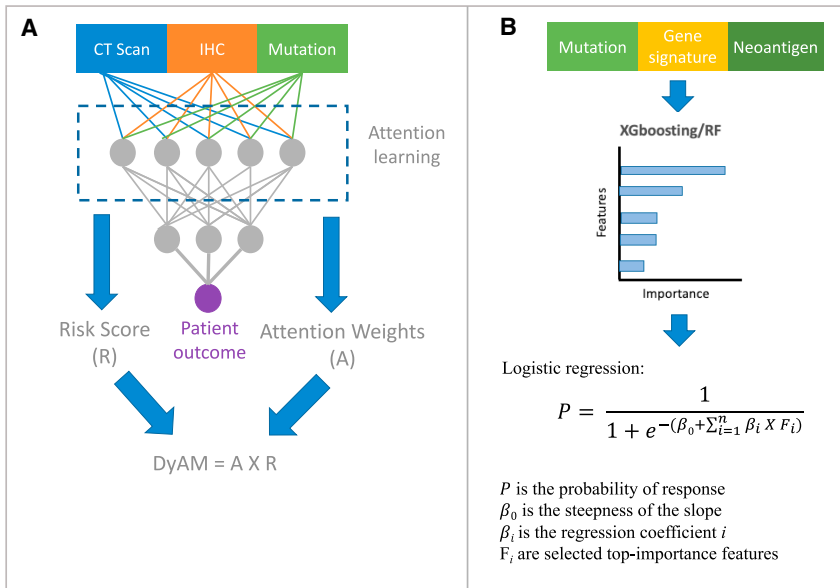 A
CT Scan
IHC
Mutation
Attention
learning
Risk Score
(R)
Patient
outcome
Attention Weights
(A)
DyAM = A X R
B
Mutation
Gene
signature
Neoantigen
XGboosting/RF
Features
Importance
Logistic regression:
P = 1 / (1 + e^−(β₀+∑ⁿᵢ₌₁ βᵢ X Fᵢ))
P is the probability of response
β₀ is the steepness of the slope
βᵢ is the regression coefficient i
Fᵢ are selected top-importance features